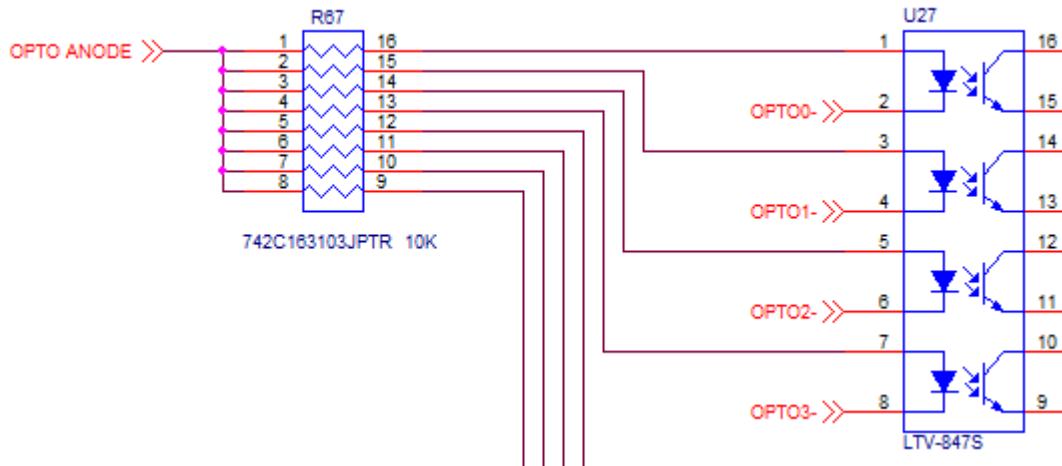 R67
U27
OPTO ANODE
1 16
2 15
3 14
4 13
5 12
6 11
7 10
8 9
742C163103JPTR 10K
1 16
OPTO0- 2 15
3 14
OPTO1- 4 13
5 12
OPTO2- 6 11
7 10
OPTO3- 8 9
LTV-847S